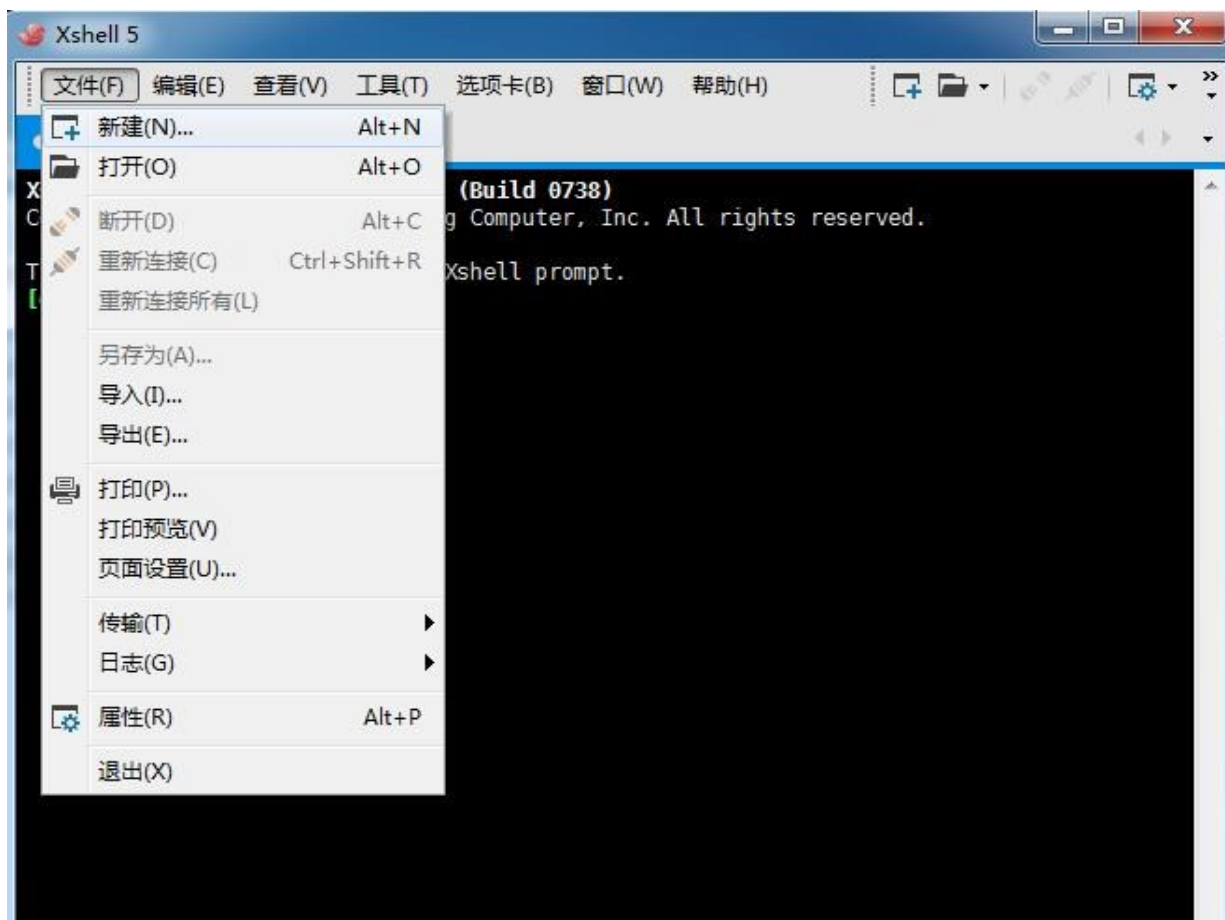 Xshell 5
文件(F) 编辑(E) 查看(V) 工具(T) 选项卡(B) 窗口(W) 帮助(H)
新建(N)... Alt+N
打开(O) Alt+O
(Build 0738)
断开(D) Alt+C
Computer, Inc. All rights reserved.
重新连接(C) Ctrl+Shift+R
Xshell prompt.
重新连接所有(L)
另存为(A)...
导入(I)...
导出(E)...
打印(P)...
打印预览(V)
页面设置(U)...
传输(T)
日志(G)
属性(R) Alt+P
退出(X)